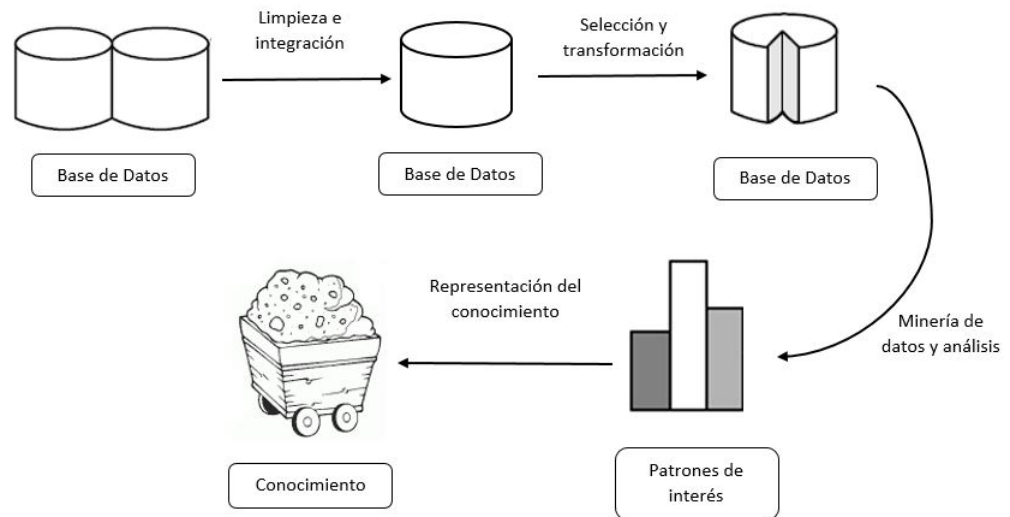 Limpieza e
integración
Selección y
transformación
Base de Datos
Base de Datos
Base de Datos
Representación del
conocimiento
Minería de
datos y análisis
Conocimiento
Patrones de
interés